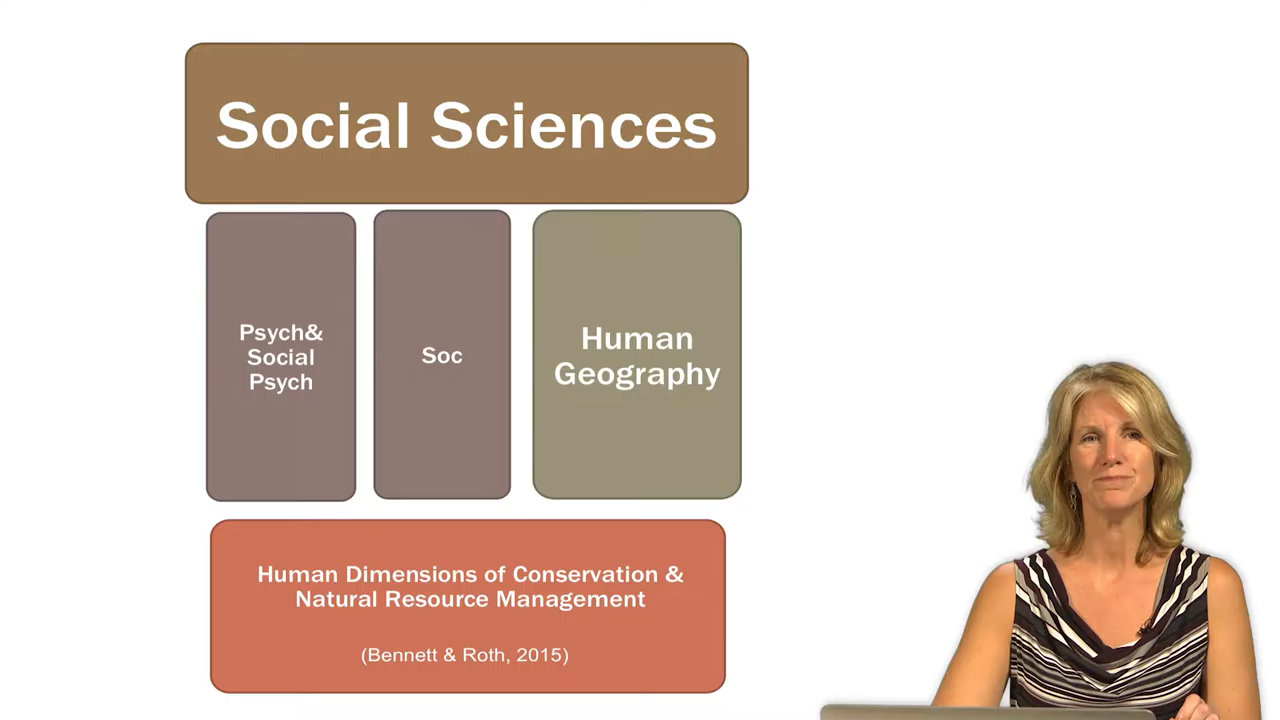 Social Sciences
Psych&
Social
Psych
Soc
Human
Geography
Human Dimensions of Conservation &
Natural Resource Management
(Bennett & Roth, 2015)